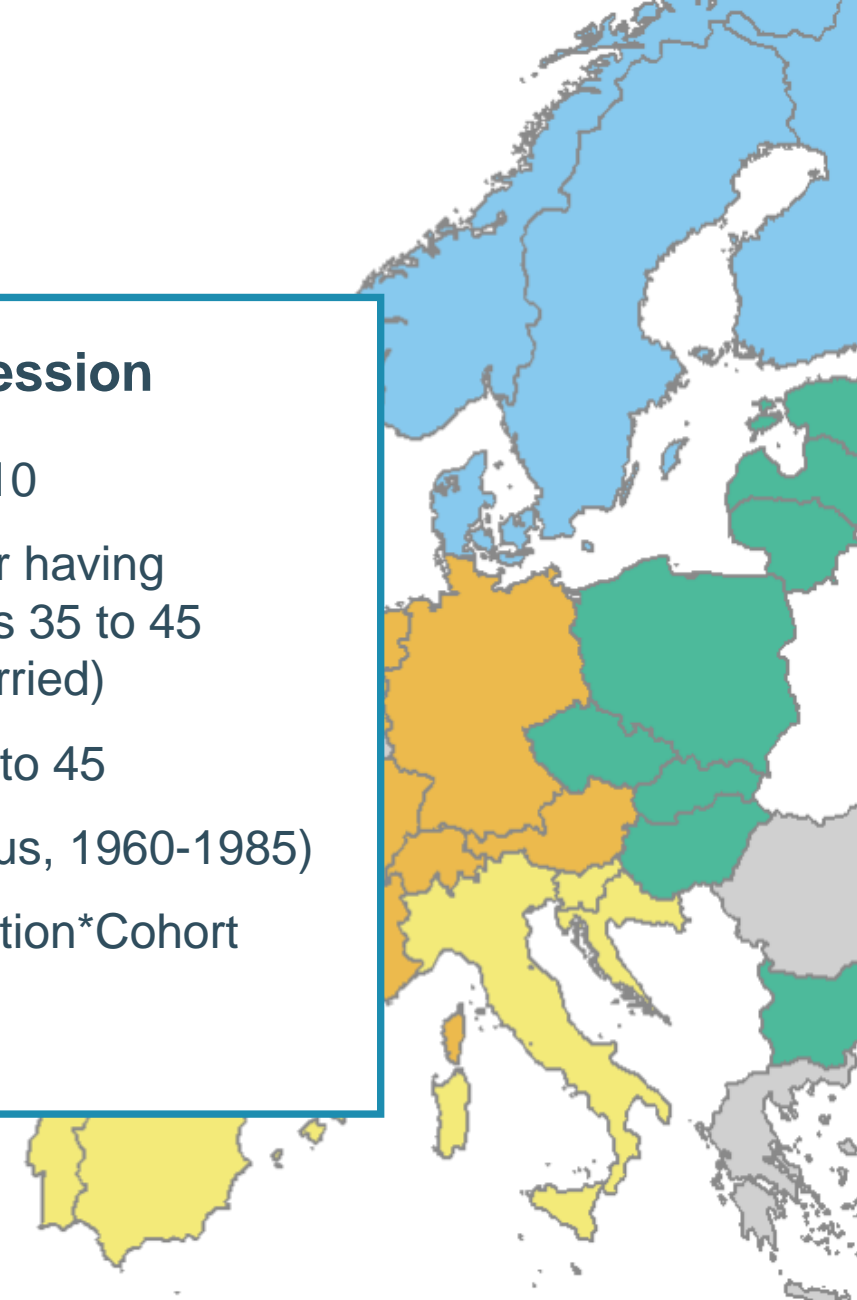 ession
10
r having
s 35 to 45
rried)
to 45
us, 1960-1985)
tion*Cohort